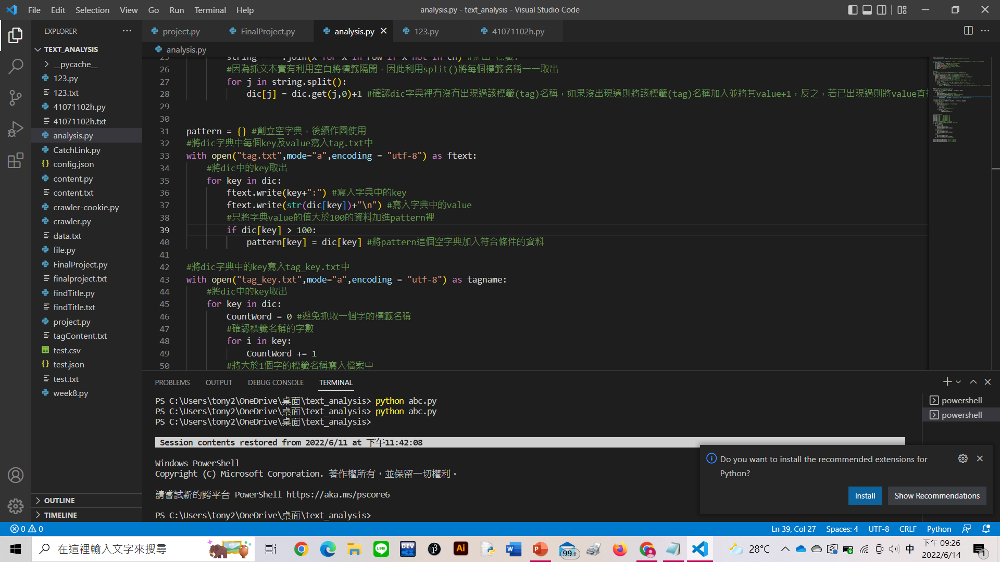 File Edit Selection View Go Run Terminal Help
analysis.py - text_analysis - Visual Studio Code
EXPLORER
project.py FinalProject.py analysis.py 123.py 41071102h.py
TEXT_ANALYSIS
__pycache__
123.py
123.txt
41071102h.py
41071102h.txt
analysis.py
CatchLink.py
config.json
content.py
content.txt
crawler-cookie.py
crawler.py
data.txt
file.py
FinalProject.py
finalproject.txt
findTitle.py
findTitle.txt
project.py
tagContent.txt
test.csv
test.json
test.txt
week8.py
OUTLINE
TIMELINE
analysis.py
26 #因為抓文本實有利用空白將標籤隔開，因此利用split()將每個標籤名稱一一取出
27 for j in string.split():
28 dic[j] = dic.get(j,0)+1 #確認dic字典裡有沒有出現過該標籤(tag)名稱，如果沒出現過則將該標籤(tag)名稱加入並將其value+1，反之，若已出現過則將value直
29
30
31 pattern = {} #創立空字典，後續作圖使用
32 #將dic字典中每個key及value寫入tag.txt中
33 with open("tag.txt",mode="a",encoding = "utf-8") as ftext:
34 #將dic中的key取出
35 for key in dic:
36 ftext.write(key+":") #寫入字典中的key
37 ftext.write(str(dic[key])+"\n") #寫入字典中的value
38 #只將字典value的值大於100的資料加進pattern裡
39 if dic[key] > 100:
40 pattern[key] = dic[key] #將pattern這個空字典加入符合條件的資料
41
42 #將dic字典中的key寫入tag_key.txt中
43 with open("tag_key.txt",mode="a",encoding = "utf-8") as tagname:
44 #將dic中的key取出
45 for key in dic:
46 CountWord = 0 #避免抓取一個字的標籤名稱
47 #確認標籤名稱的字數
48 for i in key:
49 CountWord += 1
50 #將大於1個字的標籤名稱寫入檔案中
PROBLEMS OUTPUT DEBUG CONSOLE TERMINAL
PS C:\Users\tony2\OneDrive\桌面\text_analysis> python abc.py
PS C:\Users\tony2\OneDrive\桌面\text_analysis> python abc.py
PS C:\Users\tony2\OneDrive\桌面\text_analysis>
Session contents restored from 2022/6/11 at 下午11:42:08
Windows PowerShell
Copyright (C) Microsoft Corporation. 著作權所有，並保留一切權利。
請嘗試新的跨平台 PowerShell https://aka.ms/pscore6
PS C:\Users\tony2\OneDrive\桌面\text_analysis>
powershell
powershell
Do you want to install the recommended extensions for
Python?
Install Show Recommendations
0 0
Ln 39, Col 27 Spaces: 4 UTF-8 CRLF Python
在這裡輸入文字來搜尋
LINE
DEV
Ai
99+
28°C
中
下午 09:26
2022/6/14
1